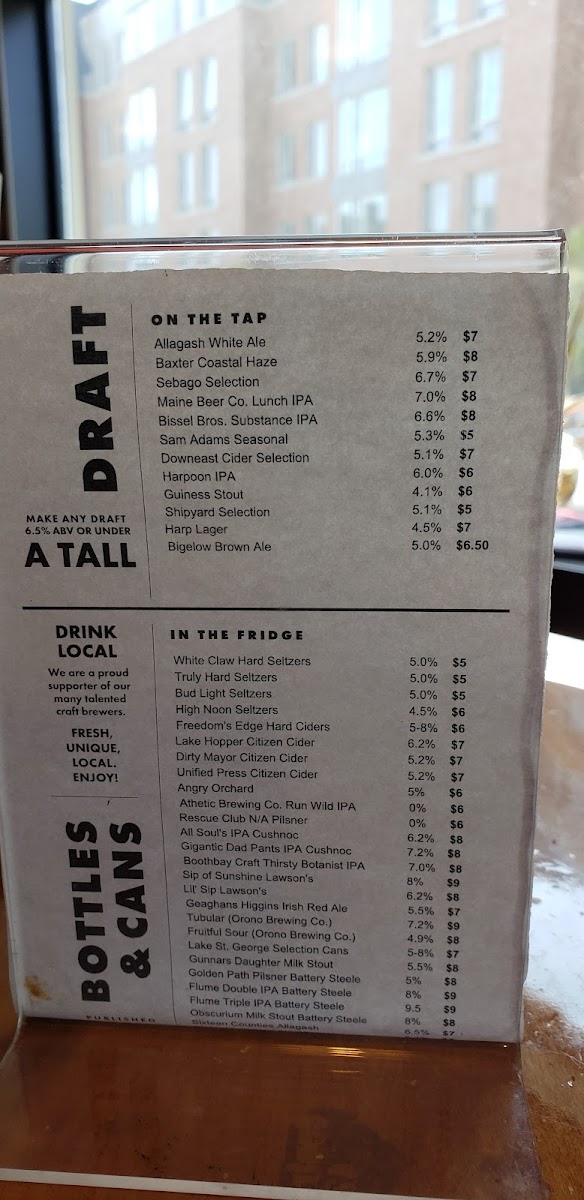 DRAFT
MAKE ANY DRAFT
6.5% ABV OR UNDER
A TALL
ON THE TAP
Allagash White Ale 5.2% $7
Baxter Coastal Haze 5.9% $8
Sebago Selection 6.7% $7
Maine Beer Co. Lunch IPA 7.0% $8
Bissel Bros. Substance IPA 6.6% $8
Sam Adams Seasonal 5.3% $5
Downeast Cider Selection 5.1% $7
Harpoon IPA 6.0% $6
Guiness Stout 4.1% $6
Shipyard Selection 5.1% $5
Harp Lager 4.5% $7
Bigelow Brown Ale 5.0% $6.50
DRINK
LOCAL
We are a proud
supporter of our
many talented
craft brewers.
FRESH,
UNIQUE,
LOCAL.
ENJOY!
BOTTLES
& CANS
PUBLISHED
IN THE FRIDGE
White Claw Hard Seltzers 5.0% $5
Truly Hard Seltzers 5.0% $5
Bud Light Seltzers 5.0% $5
High Noon Seltzers 4.5% $6
Freedom's Edge Hard Ciders 5-8% $6
Lake Hopper Citizen Cider 6.2% $7
Dirty Mayor Citizen Cider 5.2% $7
Unified Press Citizen Cider 5.2% $7
Angry Orchard 5% $6
Athetic Brewing Co. Run Wild IPA 0% $6
Rescue Club N/A Pilsner 0% $6
All Soul's IPA Cushnoc 6.2% $8
Gigantic Dad Pants IPA Cushnoc 7.2% $8
Boothbay Craft Thirsty Botanist IPA 7.0% $8
Sip of Sunshine Lawson's 8% $9
Lil' Sip Lawson's 6.2% $8
Geaghans Higgins Irish Red Ale 5.5% $7
Tubular (Orono Brewing Co.) 7.2% $9
Fruitful Sour (Orono Brewing Co.) 4.9% $8
Lake St. George Selection Cans 5-8% $7
Gunnars Daughter Milk Stout 5.5% $8
Golden Path Pilsner Battery Steele 5% $8
Flume Double IPA Battery Steele 8% $9
Flume Triple IPA Battery Steele 9.5 $9
Obscurium Milk Stout Battery Steele 8% $8
Sixteen Counties Allagash 6.5% $7